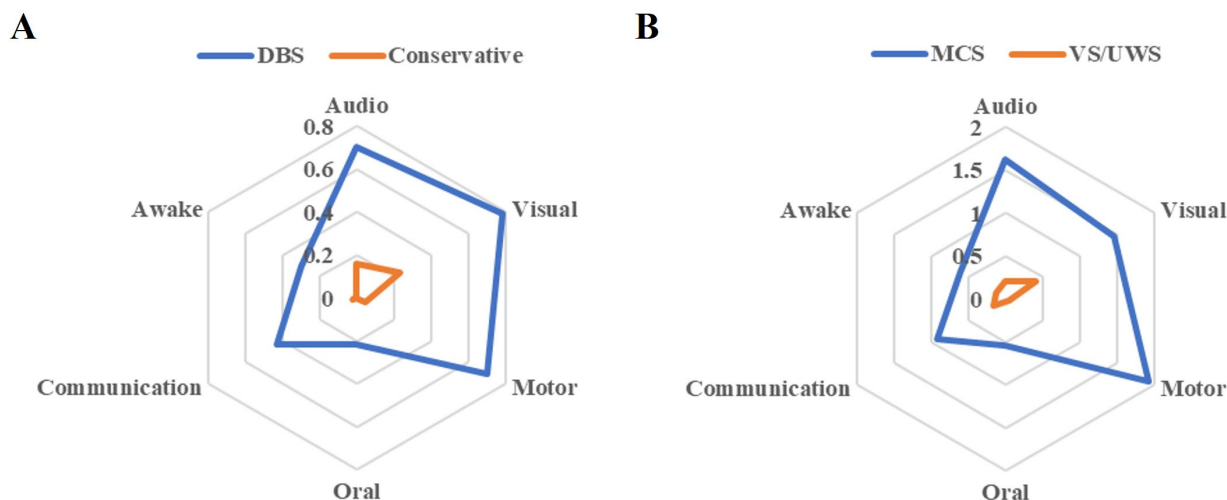 A
DBS Conservative
Audio
0.8
0.6
0.4
0.2
0
Awake
Visual
Communication
Motor
Oral
B
MCS VS/UWS
Audio
2
1.5
1
0.5
0
Awake
Visual
Communication
Motor
Oral